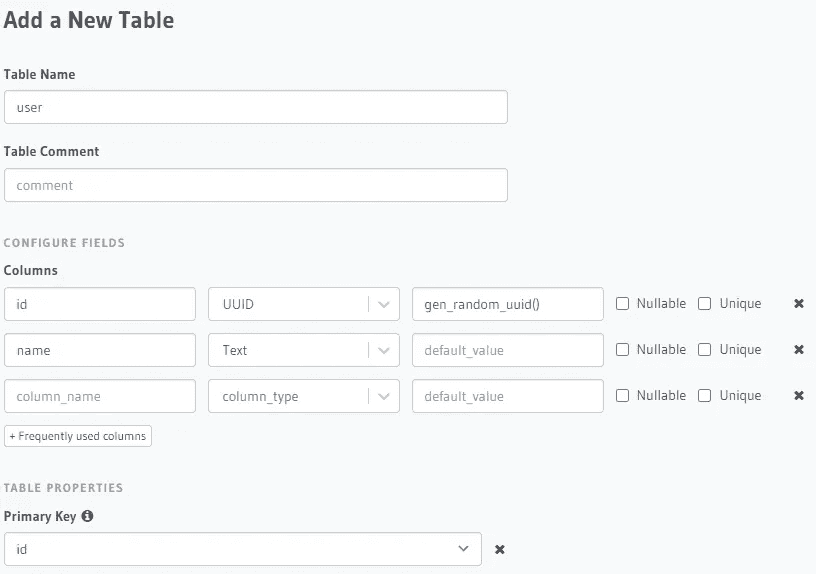 Add a New Table
Table Name
user
Table Comment
comment
CONFIGURE FIELDS
Columns
id UUID gen_random_uuid() Nullable Unique
name Text default_value Nullable Unique
column_name column_type default_value Nullable Unique
+ Frequently used columns
TABLE PROPERTIES
Primary Key
id